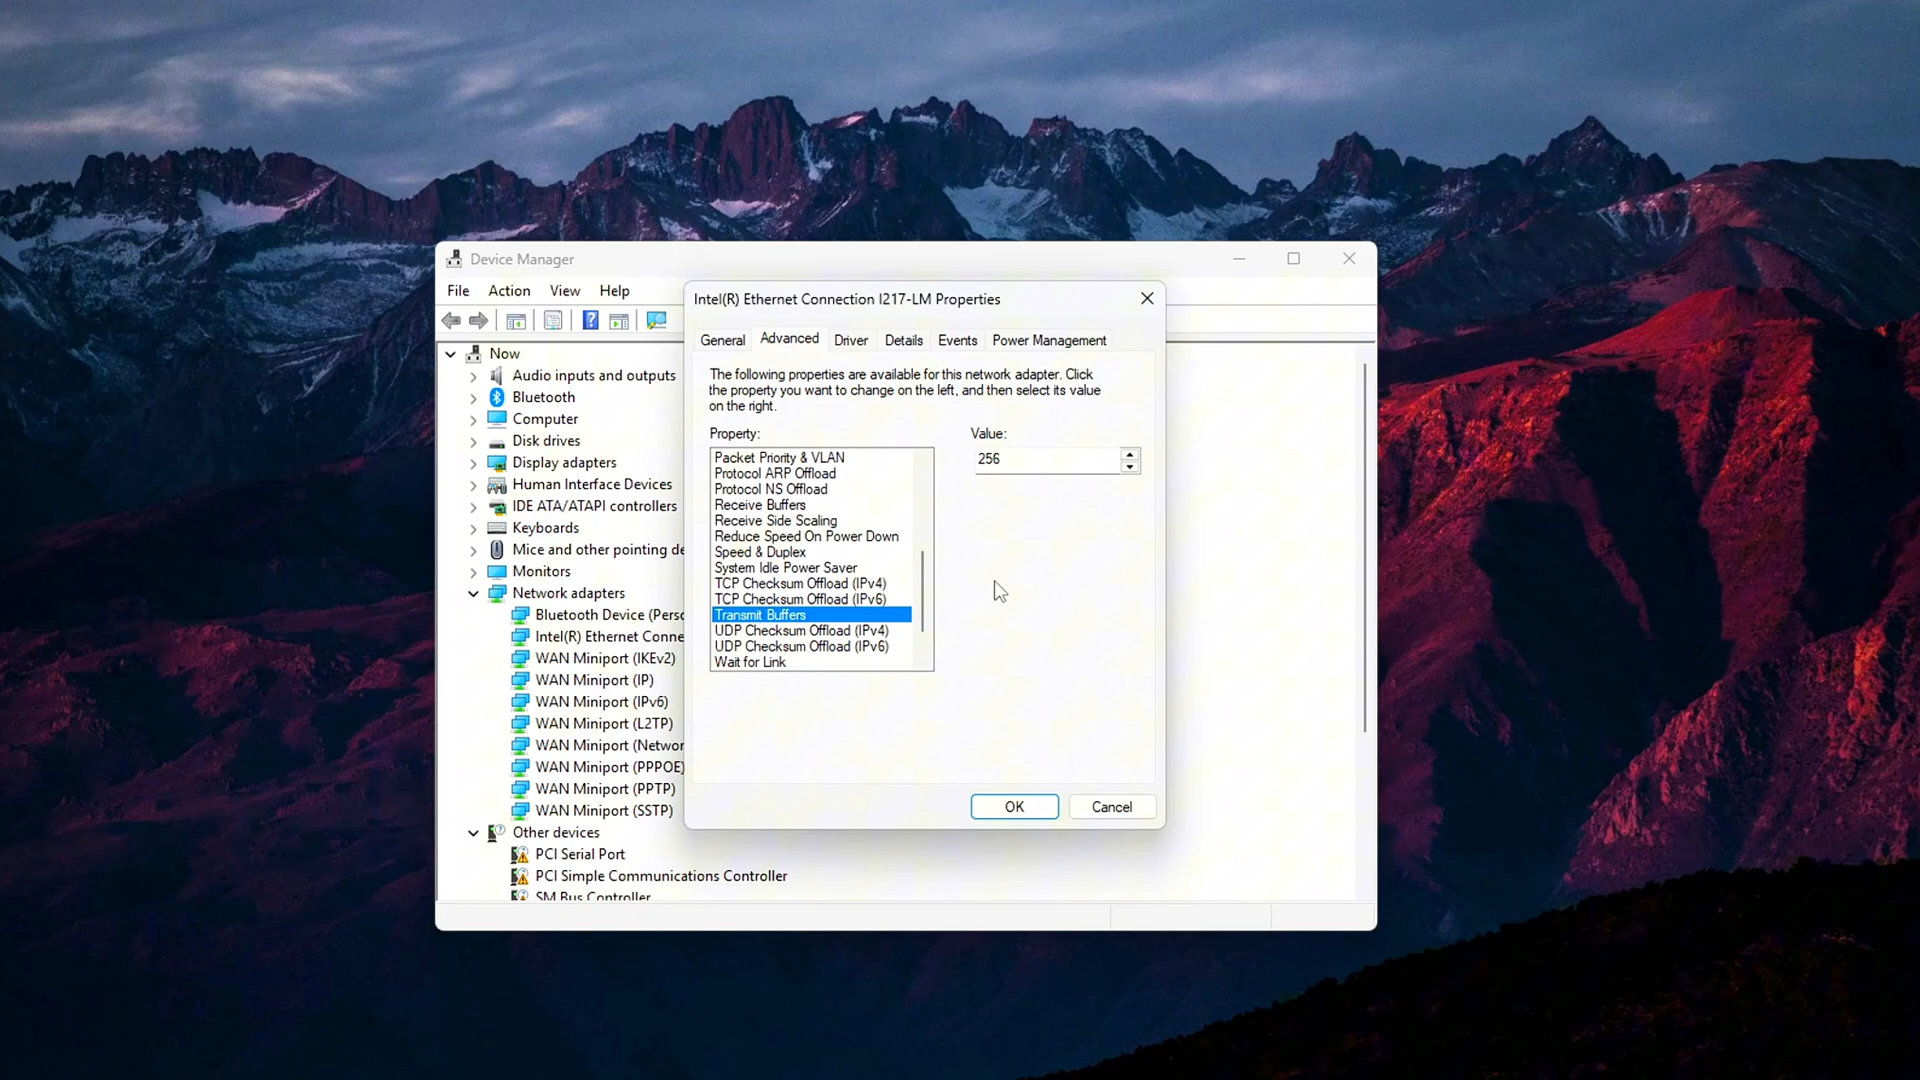 Device Manager
File Action View Help
Now
Audio inputs and outputs
Bluetooth
Computer
Disk drives
Display adapters
Human Interface Devices
IDE ATA/ATAPI controllers
Keyboards
Mice and other pointing de
Monitors
Network adapters
Bluetooth Device (Perso
Intel(R) Ethernet Conne
WAN Miniport (IKEv2)
WAN Miniport (IP)
WAN Miniport (IPv6)
WAN Miniport (L2TP)
WAN Miniport (Networ
WAN Miniport (PPPOE)
WAN Miniport (PPTP)
WAN Miniport (SSTP)
Other devices
PCI Serial Port
PCI Simple Communications Controller
SM Bus Controller
Intel(R) Ethernet Connection I217-LM Properties
General Advanced Driver Details Events Power Management
The following properties are available for this network adapter. Click
the property you want to change on the left, and then select its value
on the right.
Property:
Value:
Packet Priority & VLAN
256
Protocol ARP Offload
Protocol NS Offload
Receive Buffers
Receive Side Scaling
Reduce Speed On Power Down
Speed & Duplex
System Idle Power Saver
TCP Checksum Offload (IPv4)
TCP Checksum Offload (IPv6)
Transmit Buffers
UDP Checksum Offload (IPv4)
UDP Checksum Offload (IPv6)
Wait for Link
OK Cancel